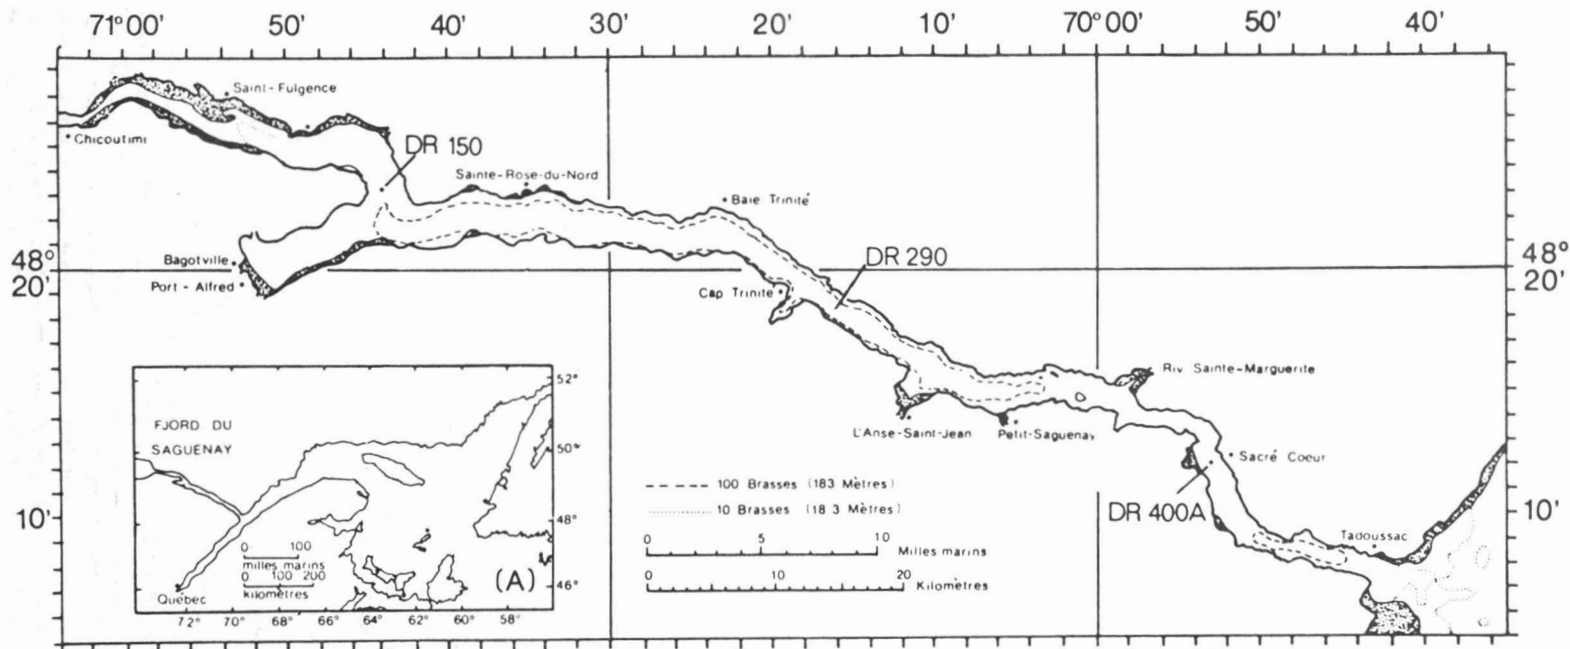 71°00' 50' 40' 30' 20' 10' 70°00' 50' 40'
Saint-Fulgence
Chicoutimi
DR 150
Sainte-Rose-du-Nord
Baie Trinité
Bagotville
Port-Alfred
48°
20'
10'
DR 290
48°
20'
10'
Cap Trinité
Riv Sainte-Marguerite
L'Anse-Saint-Jean
Petit-Saguenay
Sacré Coeur
DR 400A
Tadoussac
FJORD DU
SAGUENAY
52°
50°
48°
46°
0 100
milles marins
0 100 200
kilomètres
(A)
Québec
72° 70° 68° 66° 64° 62° 60° 58°
100 Brasses (183 Mètres)
10 Brasses (18 3 Mètres)
0 5 10
Milles marins
0 10 20
Kilomètres